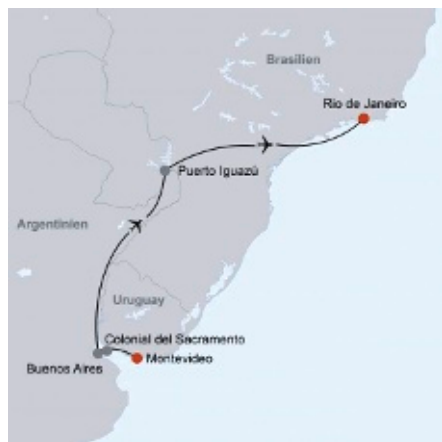 Brasilien
Rio de Janeiro
Puerto Iguazú
Argentinien
Uruguay
Colonial del Sacramento
Buenos Aires
Montevideo